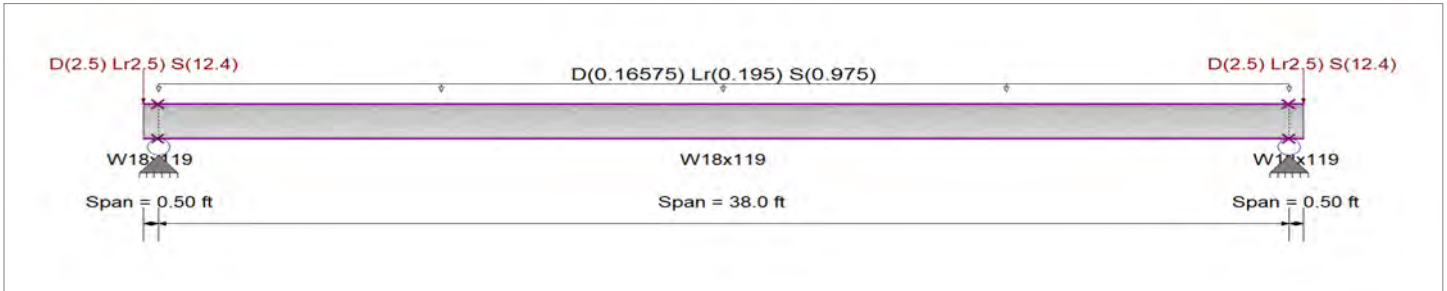 D(2.5) Lr2.5) S(12.4)
D(0.16575) Lr(0.195) S(0.975)
D(2.5) Lr2.5) S(12.4)
W18x119
W18x119
W18x119
Span = 0.50 ft
Span = 38.0 ft
Span = 0.50 ft